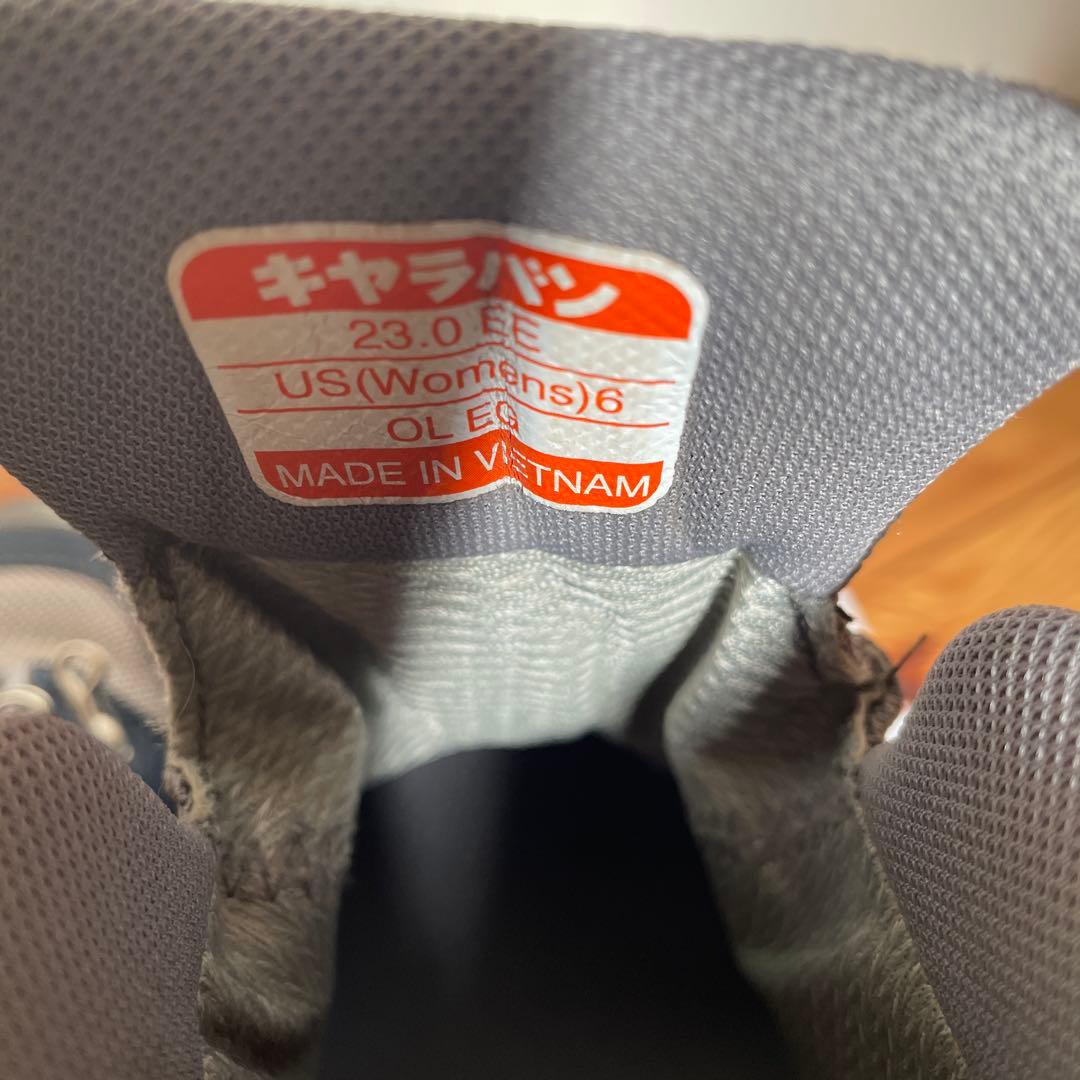 キャラバン
23.0 EE
US(Womens)6
OL EG
MADE IN VIETNAM